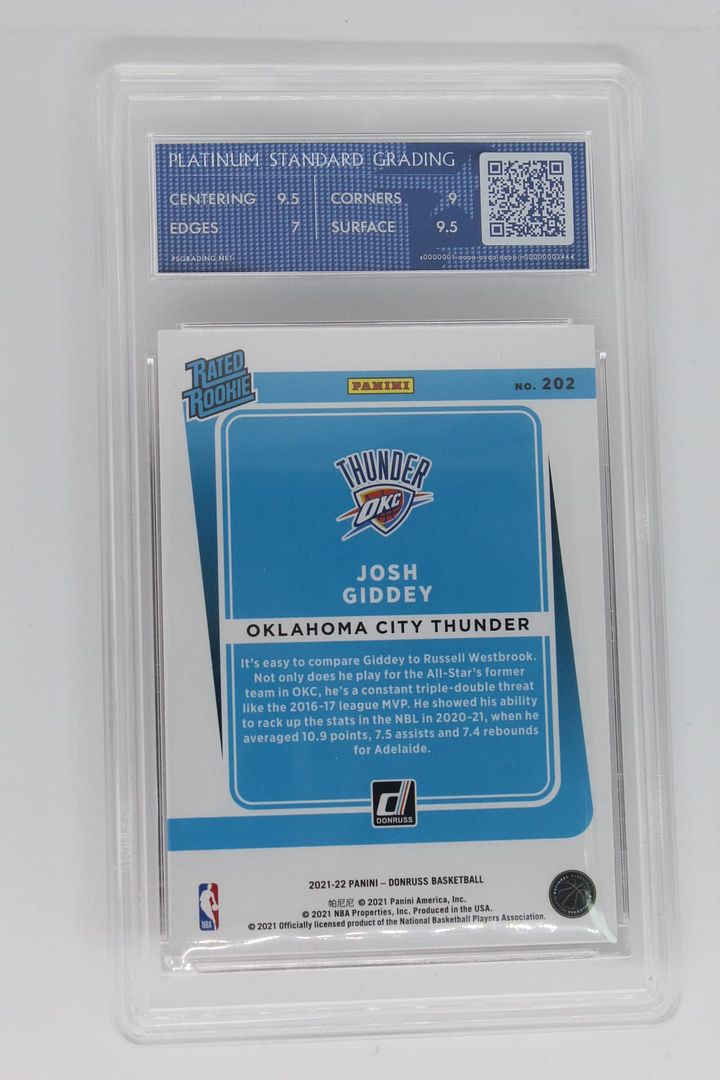 PLATINUM STANDARD GRADING
CENTERING 9.5 CORNERS 9
EDGES 7 SURFACE 9.5
PSGRADING.NET
RATED
ROOKIE
PANINI
NO. 202
THUNDER
OKC
JOSH
GIDDEY
OKLAHOMA CITY THUNDER
It's easy to compare Giddey to Russell Westbrook.
Not only does he play for the All-Star's former
team in OKC, he's a constant triple-double threat
like the 2016-17 league MVP. He showed his ability
to rack up the stats in the NBL in 2020-21, when he
averaged 10.9 points, 7.5 assists and 7.4 rebounds
for Adelaide.
d
DONRUSS
2021-22 PANINI – DONRUSS BASKETBALL
帕尼尼 © 2021 Panini America, Inc.
© 2021 NBA Properties, Inc. Produced in the USA.
© 2021 Officially licensed product of the National Basketball Players Association.
NBA